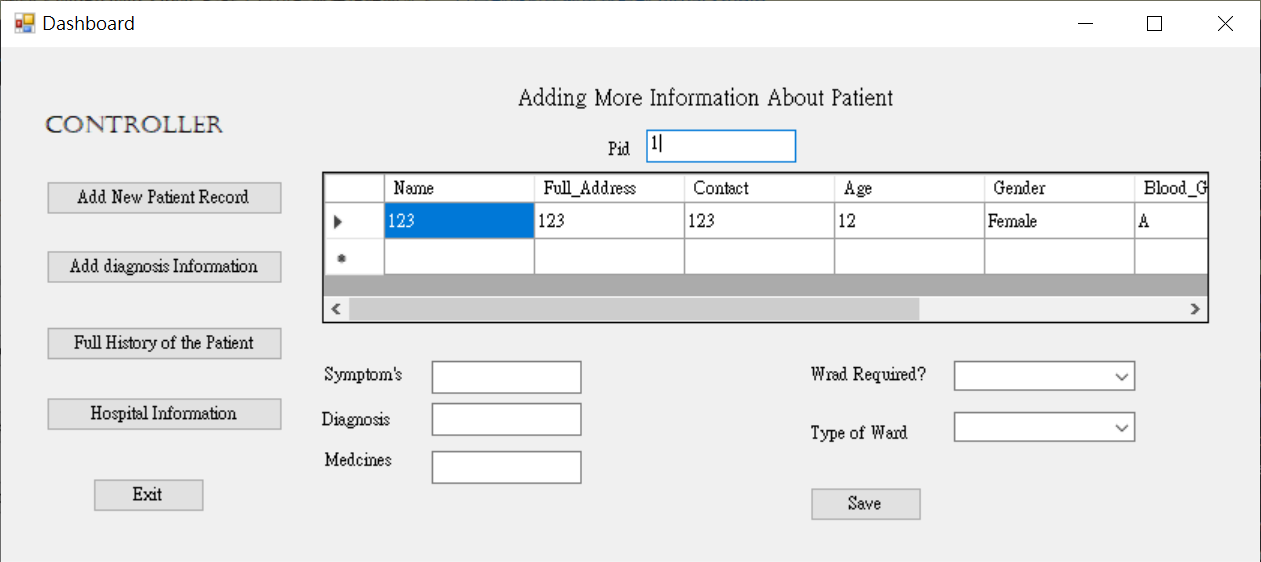 Dashboard
CONTROLLER
Add New Patient Record
Add diagnosis Information
Full History of the Patient
Hospital Information
Exit
Adding More Information About Patient
Pid 1
Name Full_Address Contact Age Gender Blood_G
123 123 123 12 Female A
Symptom's
Diagnosis
Medcines
Wrad Required?
Type of Ward
Save